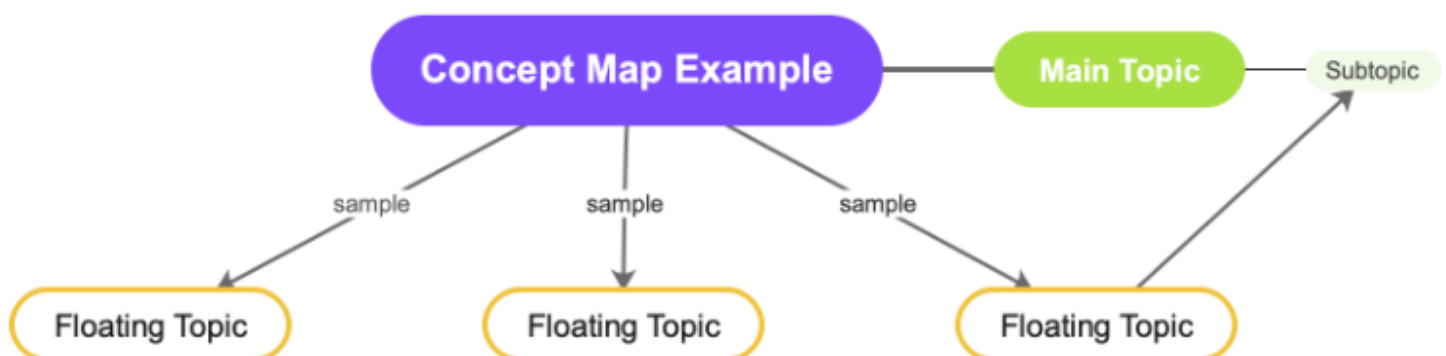 Concept Map Example
Main Topic
Subtopic
sample
sample
sample
Floating Topic
Floating Topic
Floating Topic